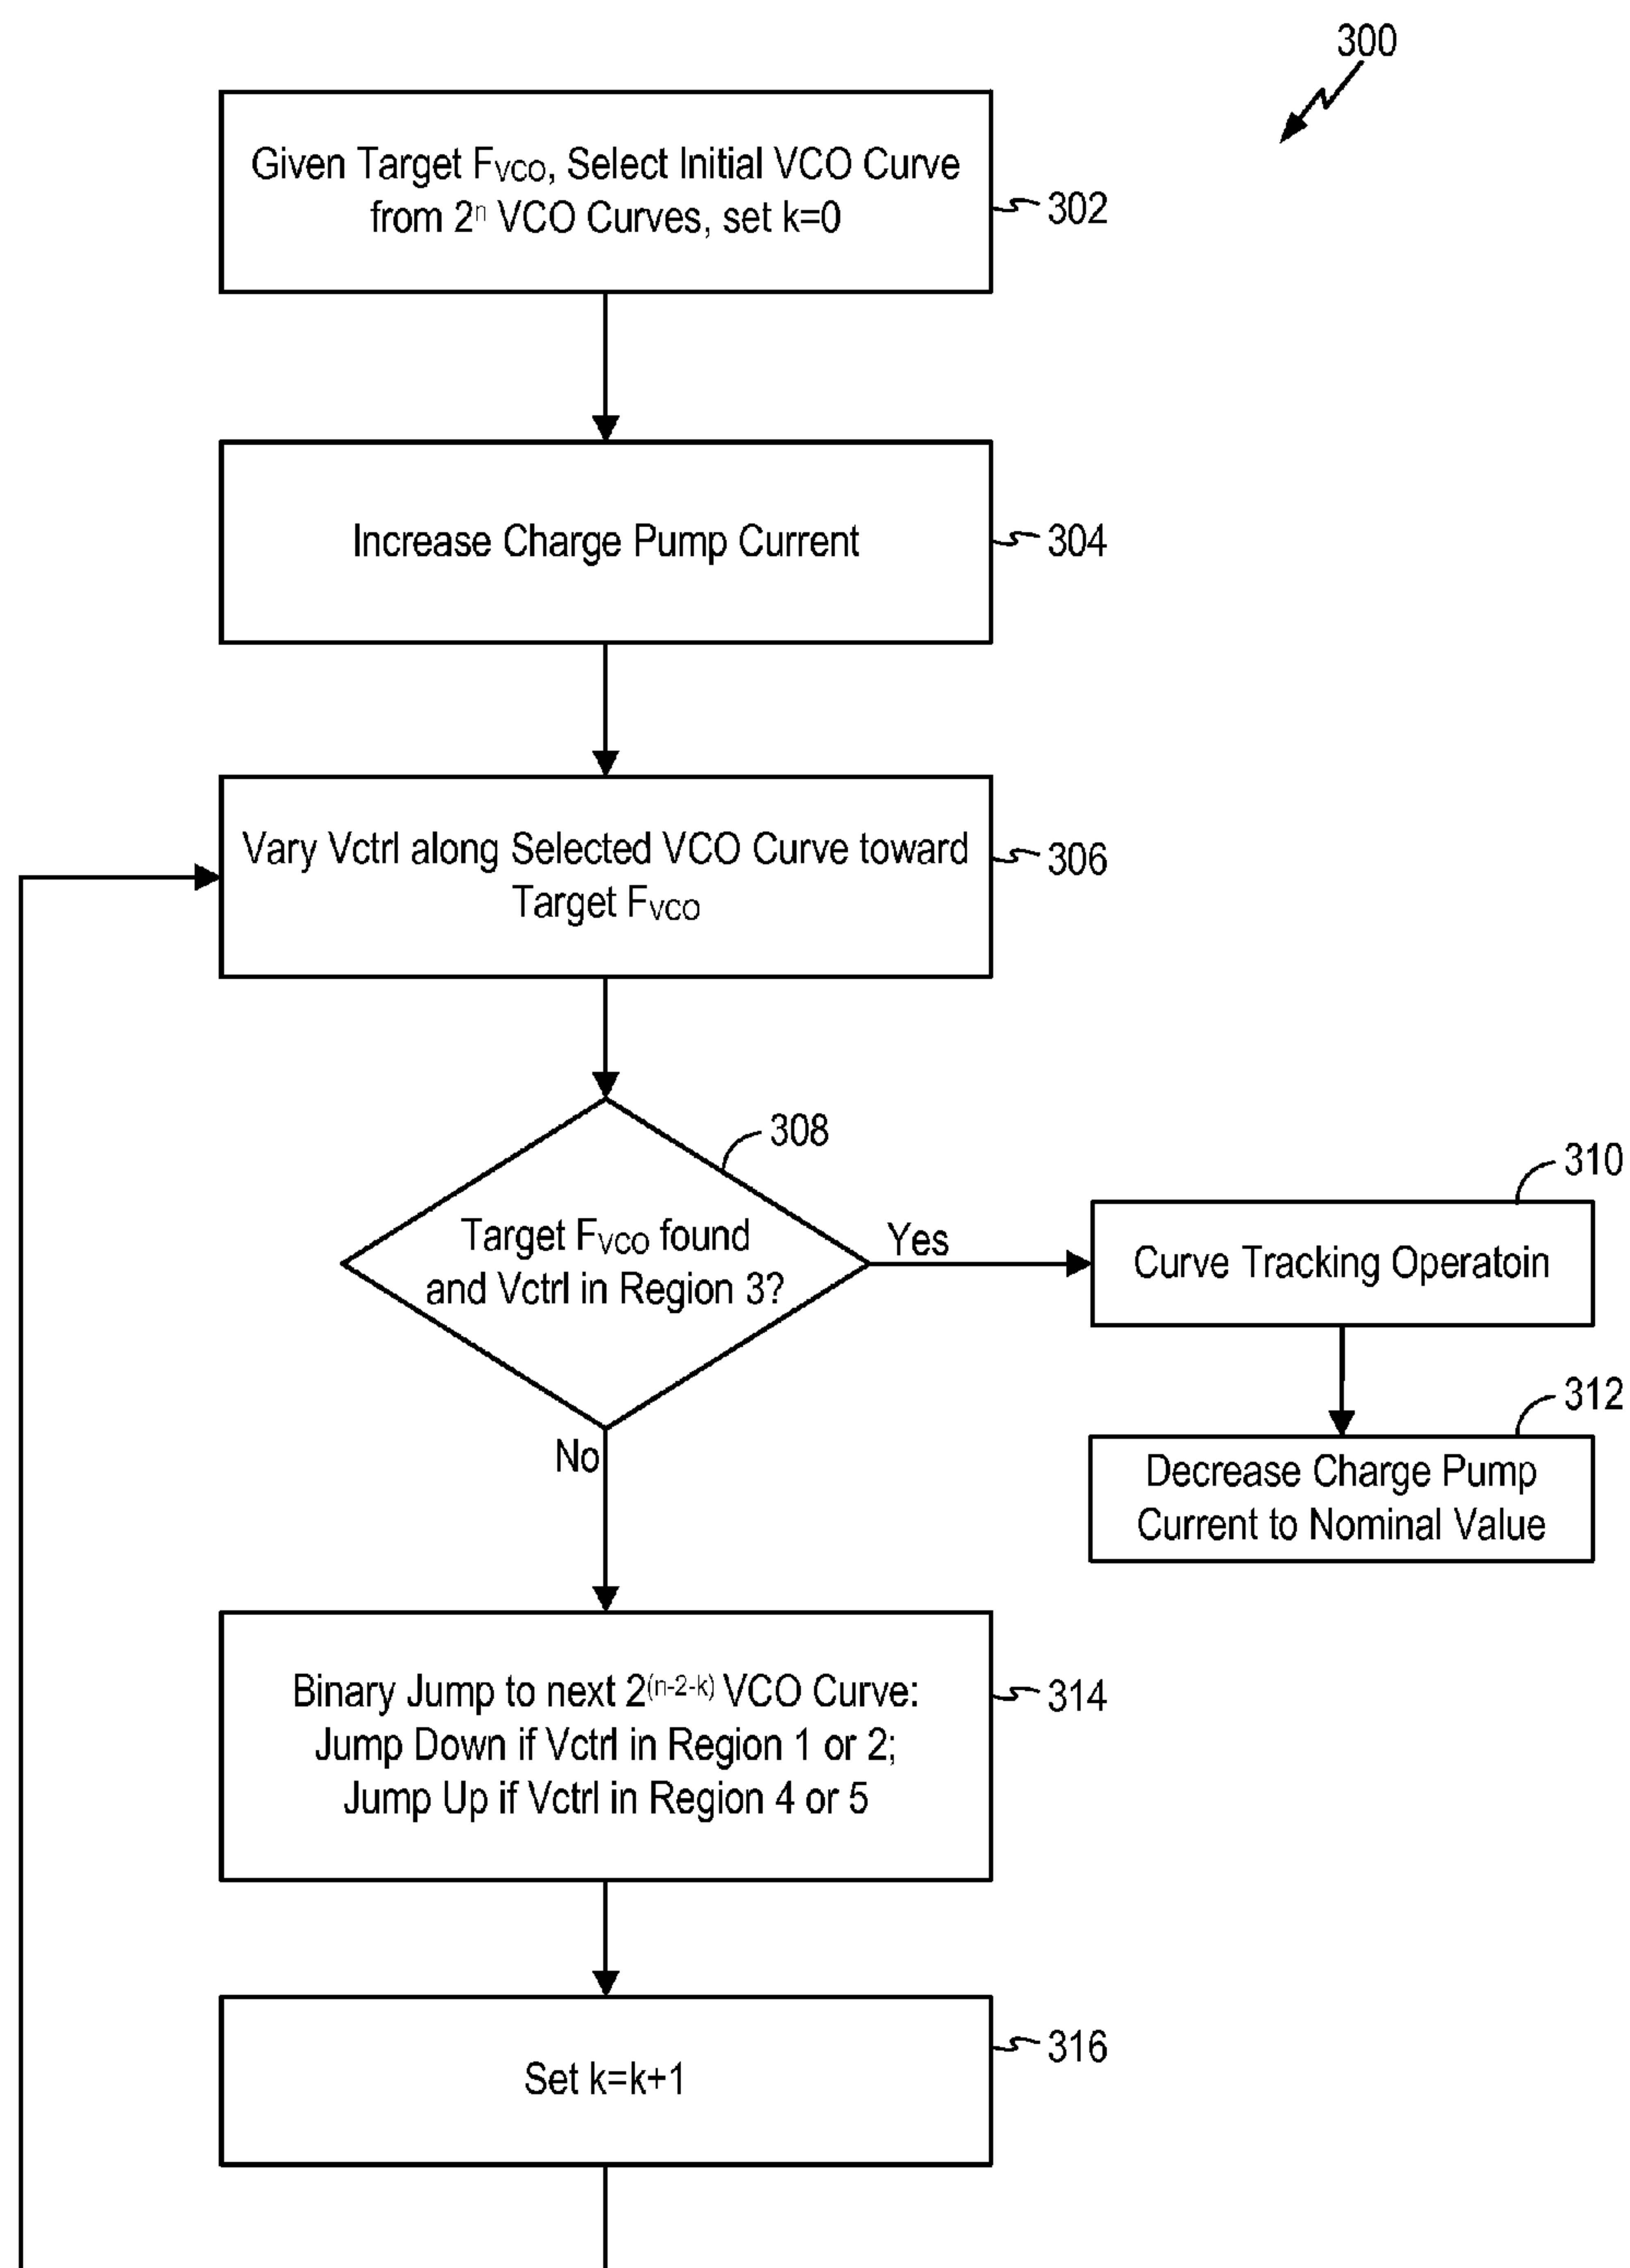 300
Given Target FVCO, Select Initial VCO Curve
from 2ⁿ VCO Curves, set k=0
302
Increase Charge Pump Current
304
Vary Vctrl along Selected VCO Curve toward
Target FVCO
306
308
Target FVCO found
and Vctrl in Region 3?
Yes
310
Curve Tracking Operatoin
312
Decrease Charge Pump
Current to Nominal Value
No
Binary Jump to next 2⁽ⁿ⁻²⁻ᵏ⁾ VCO Curve:
Jump Down if Vctrl in Region 1 or 2;
Jump Up if Vctrl in Region 4 or 5
314
Set k=k+1
316